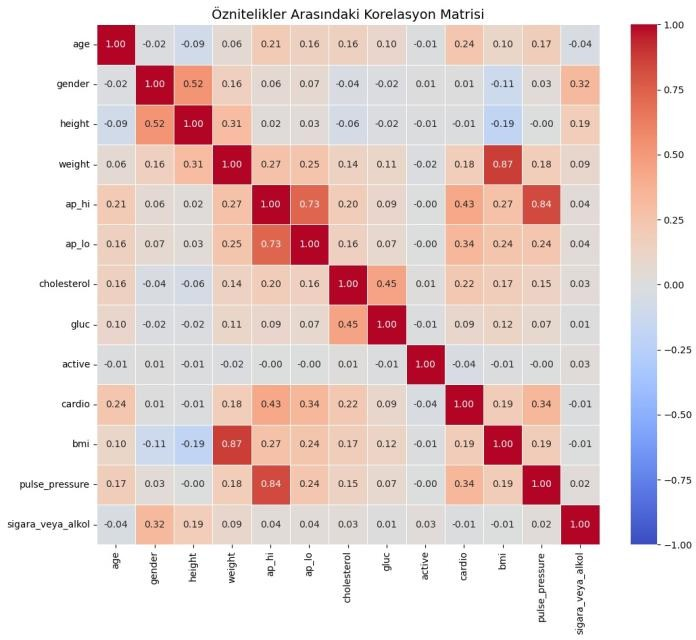 Öznitelikler Arasındaki Korelasyon Matrisi
age 1.00 -0.02 -0.09 0.06 0.21 0.16 0.16 0.10 -0.01 0.24 0.10 0.17 -0.04
gender -0.02 1.00 0.52 0.16 0.06 0.07 -0.04 -0.02 0.01 0.01 -0.11 0.03 0.32
height -0.09 0.52 1.00 0.31 0.02 0.03 -0.06 -0.02 -0.01 -0.01 -0.19 -0.00 0.19
weight 0.06 0.16 0.31 1.00 0.27 0.25 0.14 0.11 -0.02 0.18 0.87 0.18 0.09
ap_hi 0.21 0.06 0.02 0.27 1.00 0.73 0.20 0.09 -0.00 0.43 0.27 0.84 0.04
ap_lo 0.16 0.07 0.03 0.25 0.73 1.00 0.16 0.07 -0.00 0.34 0.24 0.24 0.04
cholesterol 0.16 -0.04 -0.06 0.14 0.20 0.16 1.00 0.45 0.01 0.22 0.17 0.15 0.03
gluc 0.10 -0.02 -0.02 0.11 0.09 0.07 0.45 1.00 -0.01 0.09 0.12 0.07 0.01
active -0.01 0.01 -0.01 -0.02 -0.00 -0.00 0.01 -0.01 1.00 -0.04 -0.01 -0.00 0.03
cardio 0.24 0.01 -0.01 0.18 0.43 0.34 0.22 0.09 -0.04 1.00 0.19 0.34 -0.01
bmi 0.10 -0.11 -0.19 0.87 0.27 0.24 0.17 0.12 -0.01 0.19 1.00 0.19 -0.01
pulse_pressure 0.17 0.03 -0.00 0.18 0.84 0.24 0.15 0.07 -0.00 0.34 0.19 1.00 0.02
sigara_veya_alkol -0.04 0.32 0.19 0.09 0.04 0.04 0.03 0.01 0.03 -0.01 -0.01 0.02 1.00
age gender height weight ap_hi ap_lo cholesterol gluc active cardio bmi pulse_pressure sigara_veya_alkol
1.00
0.75
0.50
0.25
0.00
−0.25
−0.50
−0.75
−1.00